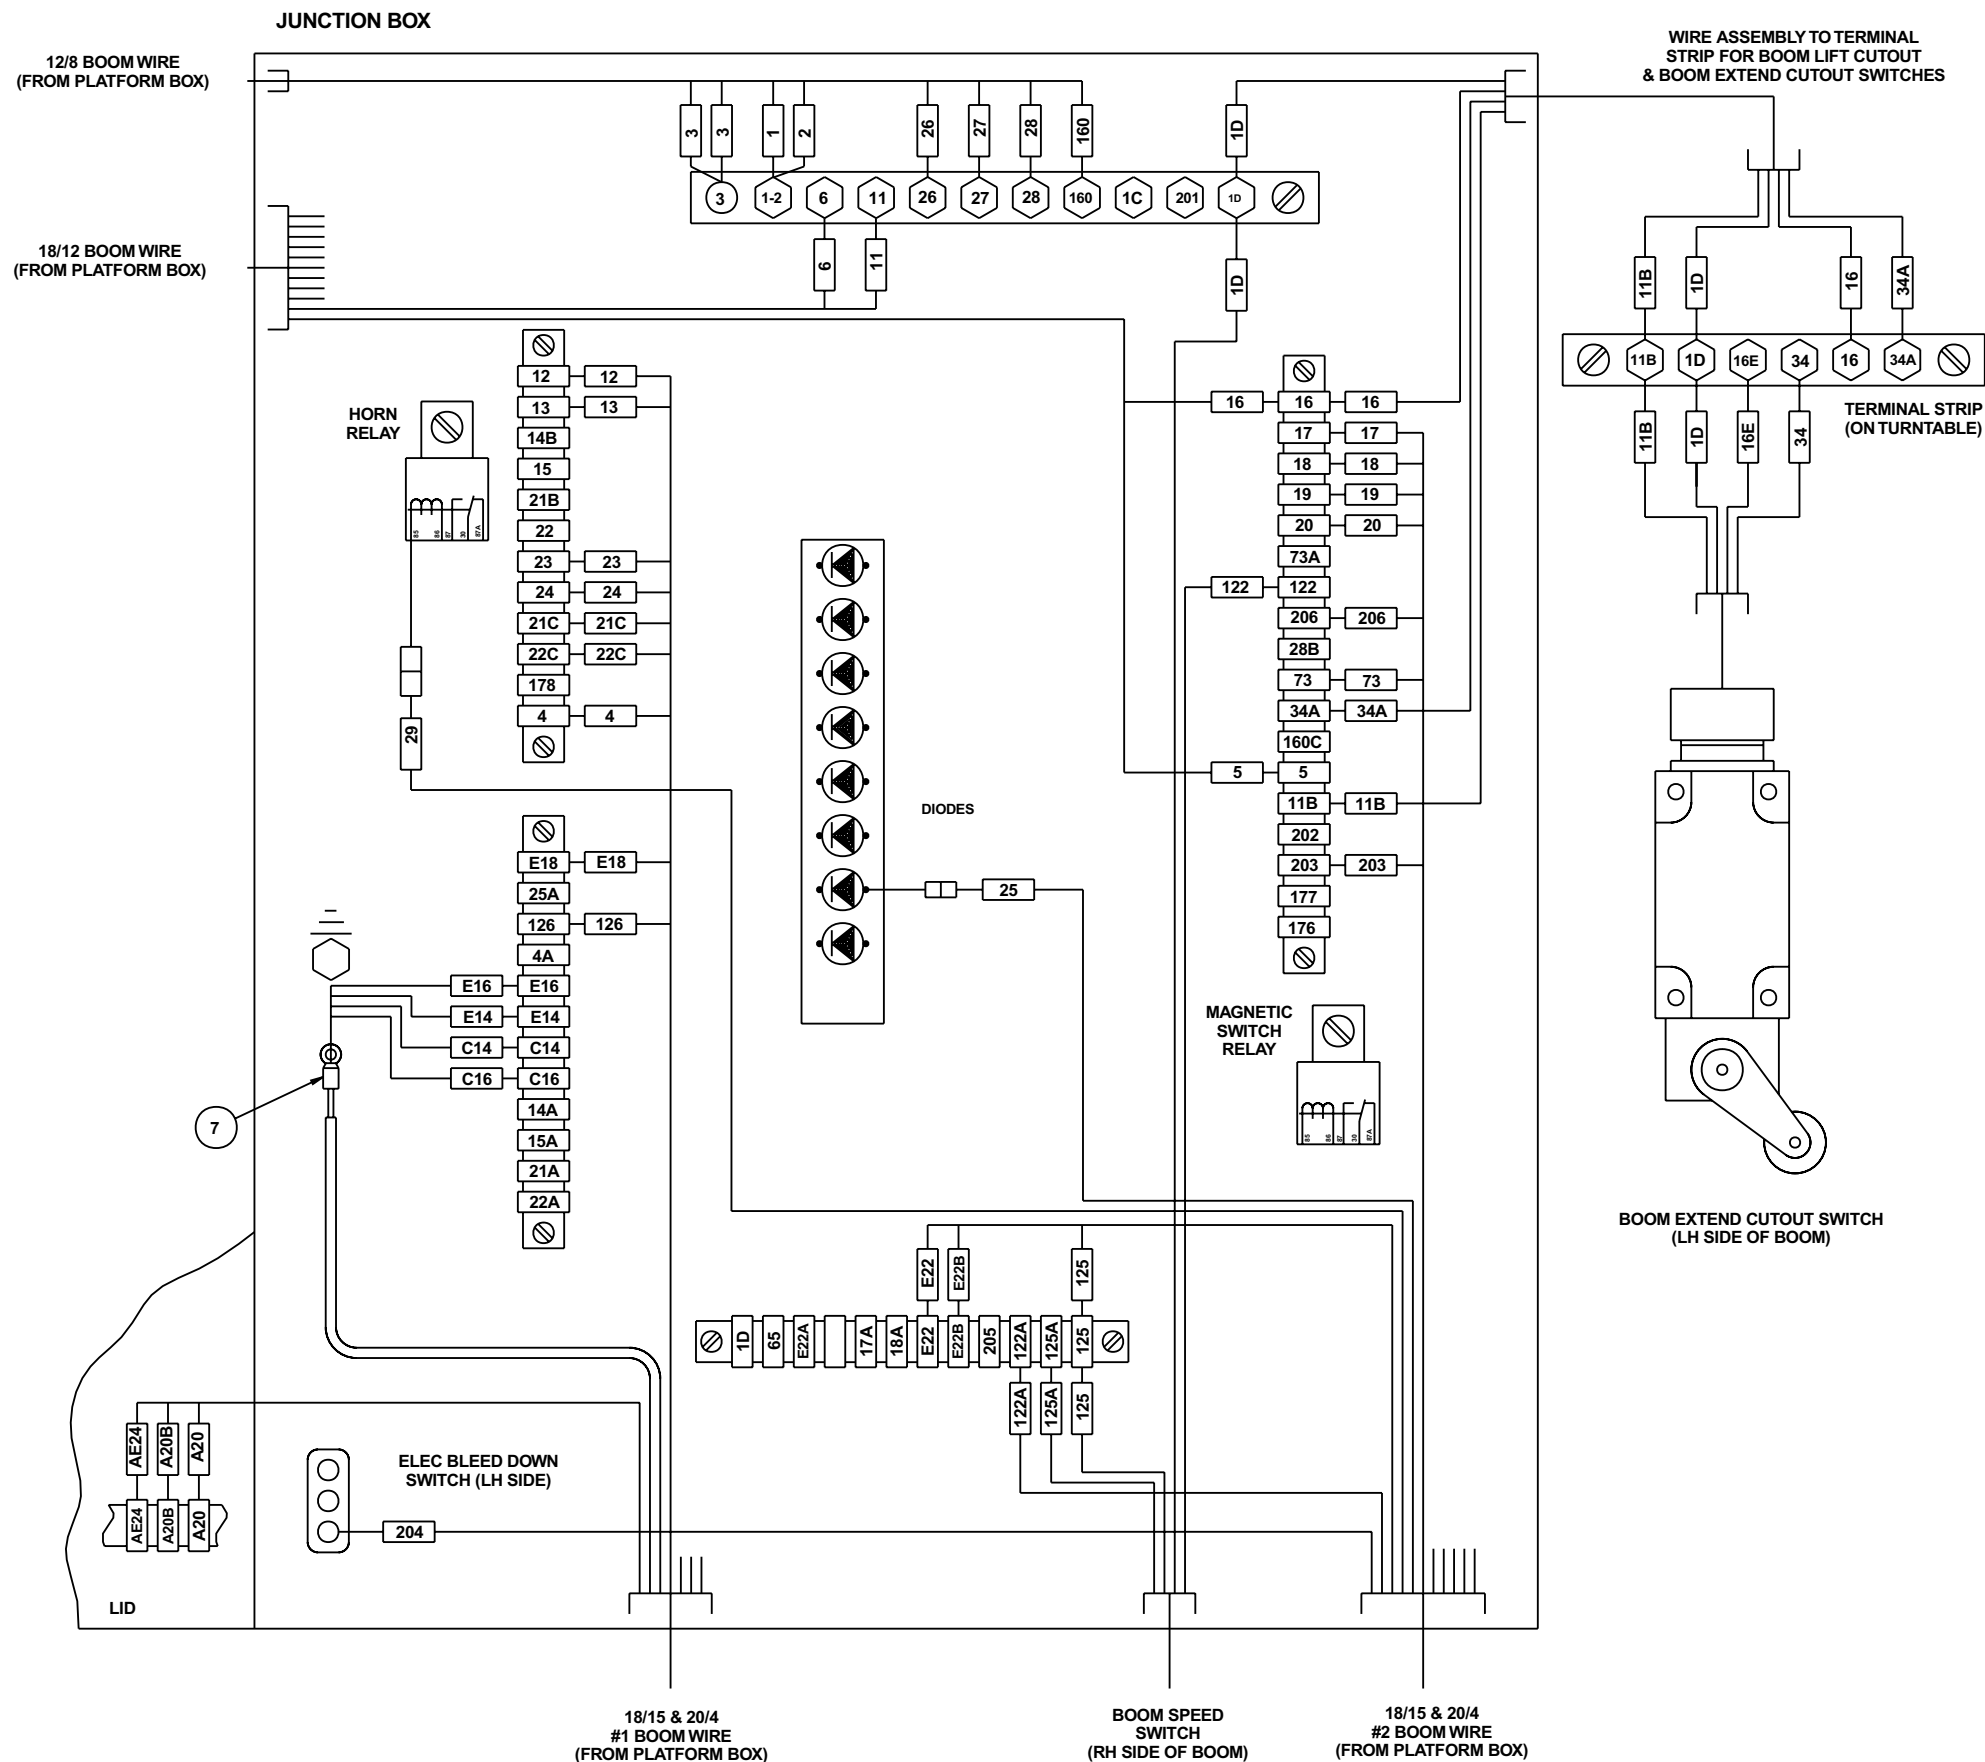 JUNCTION BOX
12/8 BOOM WIRE
(FROM PLATFORM BOX)
WIRE ASSEMBLY TO TERMINAL
STRIP FOR BOOM LIFT CUTOUT
& BOOM EXTEND CUTOUT SWITCHES
3
3
1
2
26
27
28
160
1D
3
1-2
6
11
26
27
28
160
1C
201
1D
6
11
1D
18/12 BOOM WIRE
(FROM PLATFORM BOX)
11B
1D
16
34A
11B
1D
16E
34
16
34A
11B
1D
16E
34
TERMINAL STRIP
(ON TURNTABLE)
HORN
RELAY
85
86
87
30
87A
29
12 12
13 13
14B
15
21B
22
23 23
24 24
21C 21C
22C 22C
178
4 4
16 16 16
17 17
18 18
19 19
20 20
73A
122 122
206 206
28B
73 73
34A 34A
160C
5 5
11B 11B
202
203 203
177
176
DIODES
25
E18 E18
25A
126 126
4A
E16 E16
E14 E14
C14 C14
C16 C16
14A
15A
21A
22A
7
MAGNETIC
SWITCH
RELAY
85
86
87
30
87A
BOOM EXTEND CUTOUT SWITCH
(LH SIDE OF BOOM)
E22
E22B
125
1D
65
E22A
17A
18A
E22
E22B
205
122A
125A
125
122A
125A
125
AE24
A20B
A20
AE24
A20B
A20
ELEC BLEED DOWN
SWITCH (LH SIDE)
204
LID
18/15 & 20/4
#1 BOOM WIRE
(FROM PLATFORM BOX)
BOOM SPEED
SWITCH
(RH SIDE OF BOOM)
18/15 & 20/4
#2 BOOM WIRE
(FROM PLATFORM BOX)